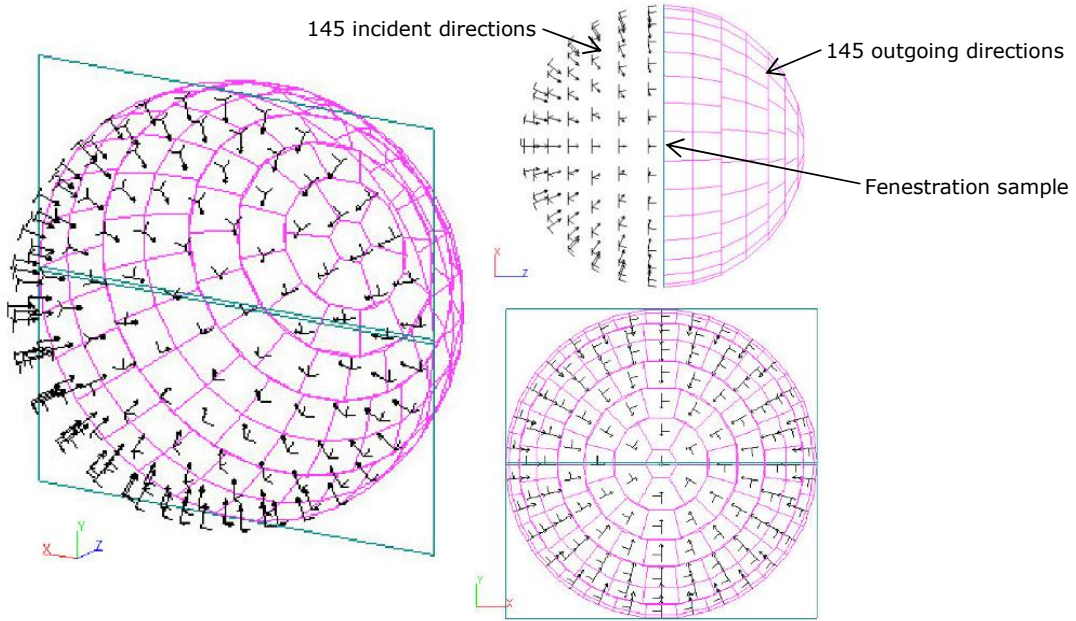 145 incident directions
145 outgoing directions
Fenestration sample
X
Z
Y
X
Z
Y
X